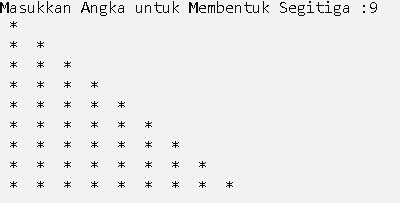 Masukkan Angka untuk Membentuk Segitiga :9
 *
 *  *
 *  *  *
 *  *  *  *
 *  *  *  *  *
 *  *  *  *  *  *
 *  *  *  *  *  *  *
 *  *  *  *  *  *  *  *
 *  *  *  *  *  *  *  *  *